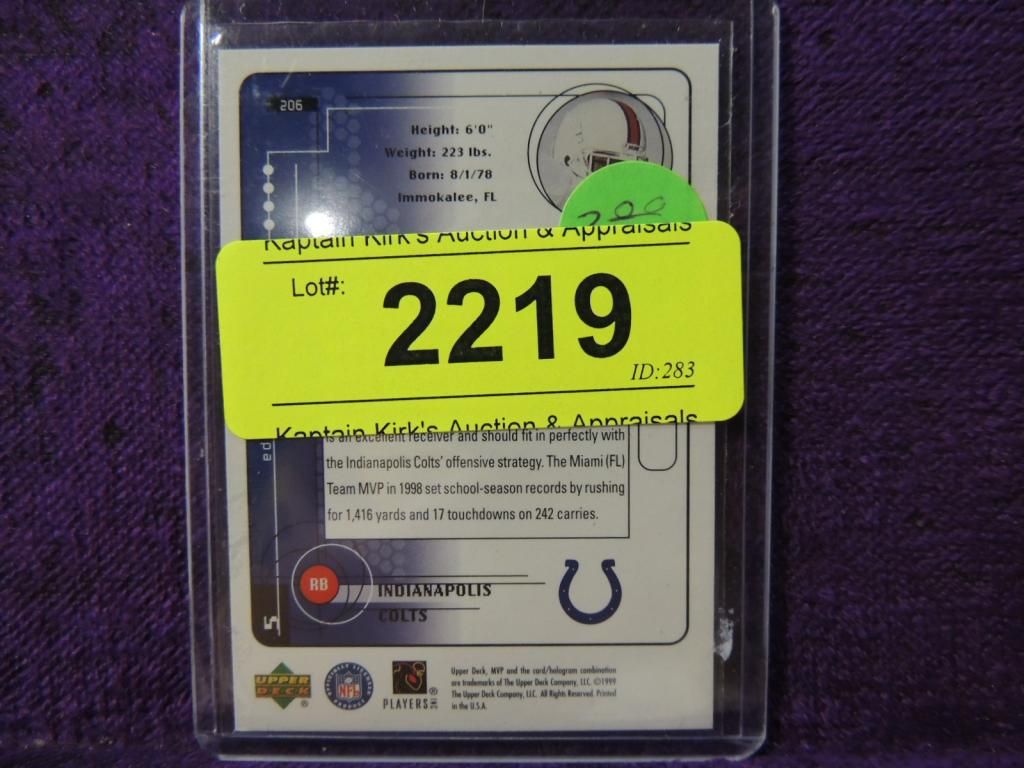 206
Height: 6'0"
Weight: 223 lbs.
Born: 8/1/78
Immokalee, FL
Kaptain Kirk's Auction & Appraisals
Lot#:
2219
ID:283
Kaptain Kirk's Auction & Appraisals
is an excellent receiver and should fit in perfectly with
the Indianapolis Colts' offensive strategy. The Miami (FL)
Team MVP in 1998 set school-season records by rushing
for 1,416 yards and 17 touchdowns on 242 carries.
ed
RB
INDIANAPOLIS
COLTS
UPPER
DECK
NFL
PLAYERS
Upper Deck, MVP and the card/hologram combination
are trademarks of The Upper Deck Company, LLC. ©1999
The Upper Deck Company, LLC. All Rights Reserved. Printed
in the U.S.A.